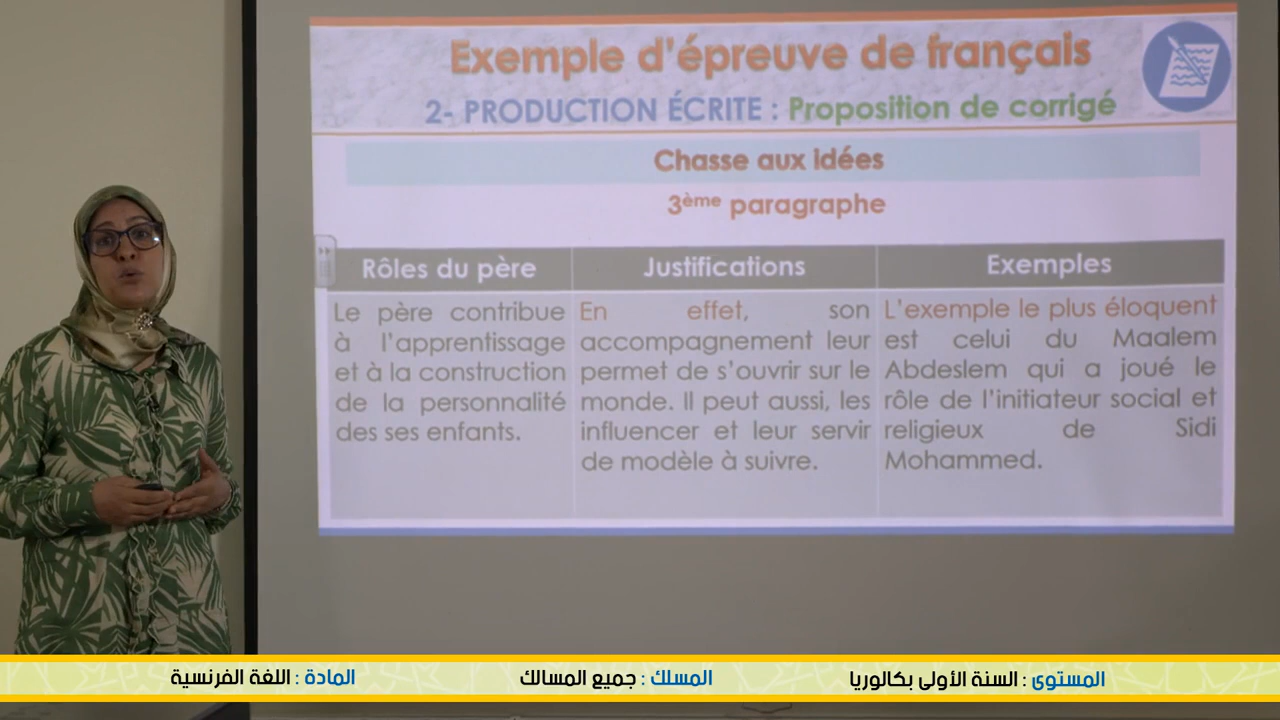 Exemple d'épreuve de français
2- PRODUCTION ÉCRITE : Proposition de corrigé
Chasse aux idées
3ème paragraphe
Rôles du père
Le père contribue
à l'apprentissage
et à la construction
de la personnalité
des ses enfants.
Justifications
En effet, son
accompagnement leur
permet de s'ouvrir sur le
monde. Il peut aussi, les
influencer et leur servir
de modèle à suivre.
Exemples
L'exemple le plus éloquent
est celui du Maalem
Abdeslem qui a joué le
rôle de l'initiateur social et
religieux de Sidi
Mohammed.
المستوى : السنة الأولى بكالوريا
المسلك : جميع المسالك
المادة : اللغة الفرنسية